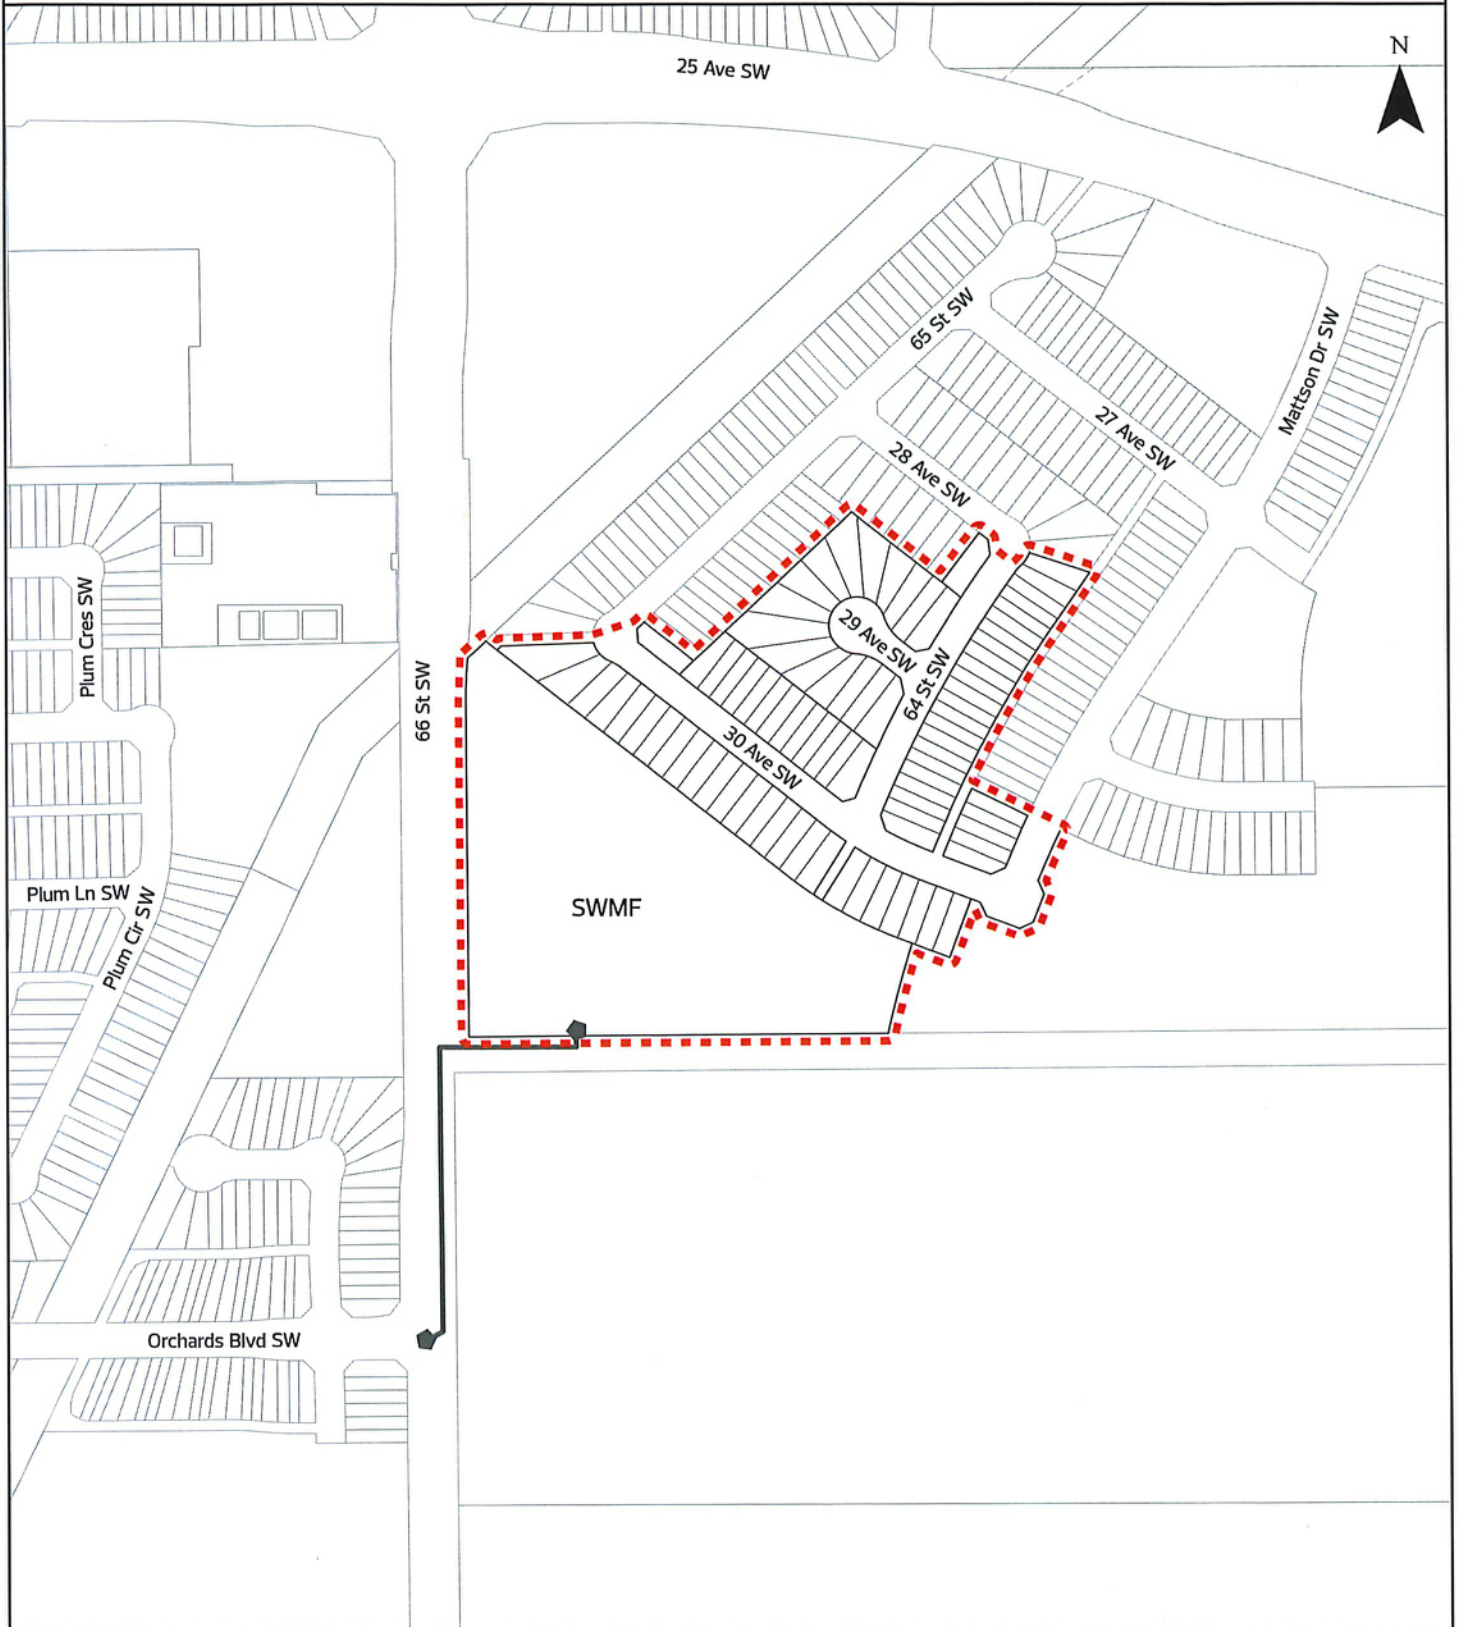 N
25 Ave SW
65 St SW
Mattson Dr SW
27 Ave SW
28 Ave SW
Plum Cres SW
29 Ave SW
64 St SW
66 St SW
30 Ave SW
Plum Ln SW
SWMF
Plum Cir SW
Orchards Blvd SW